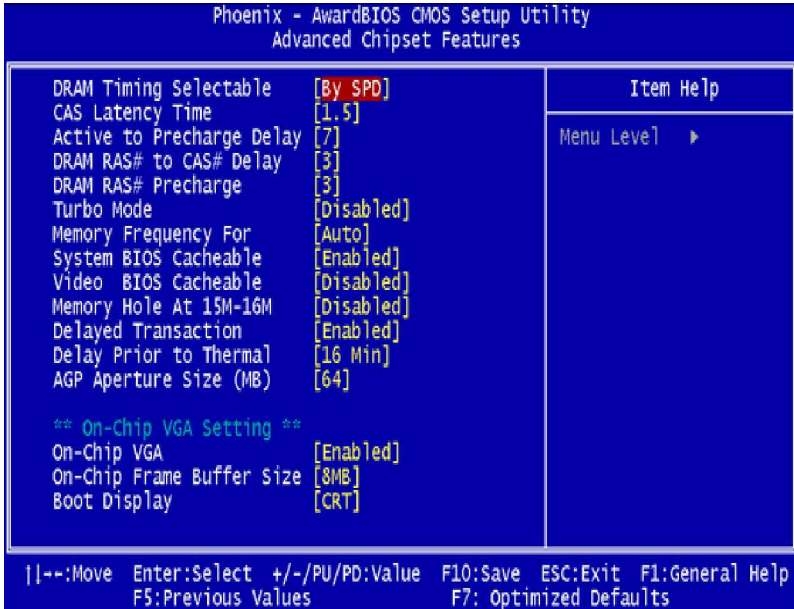 Phoenix - AwardBIOS CMOS Setup Utility
Advanced Chipset Features
DRAM Timing Selectable [By SPD]
CAS Latency Time [1.5]
Active to Precharge Delay [7]
DRAM RAS# to CAS# Delay [3]
DRAM RAS# Precharge [3]
Turbo Mode [Disabled]
Memory Frequency For [Auto]
System BIOS Cacheable [Enabled]
Video BIOS Cacheable [Disabled]
Memory Hole At 15M-16M [Disabled]
Delayed Transaction [Enabled]
Delay Prior to Thermal [16 Min]
AGP Aperture Size (MB) [64]
** On-Chip VGA Setting **
On-Chip VGA [Enabled]
On-Chip Frame Buffer Size [8MB]
Boot Display [CRT]
Item Help
Menu Level ▶
↑↓--:Move Enter:Select +/-/PU/PD:Value F10:Save ESC:Exit F1:General Help
F5:Previous Values F7: Optimized Defaults